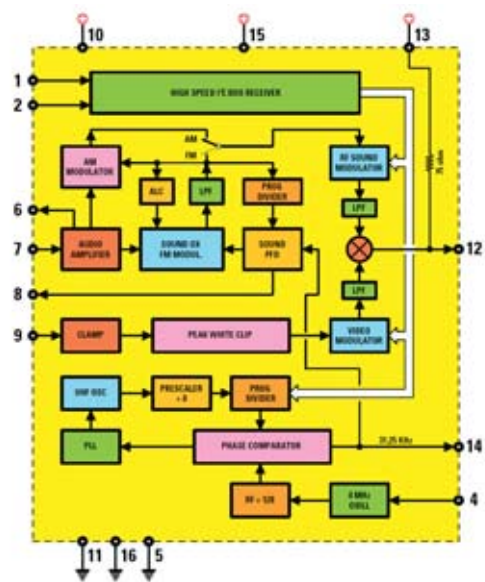 10
15
13
1
2
HIGH SPEED I²C BUS RECEIVER
AM
FM
AM
MODULATOR
RF SOUND
MODULATOR
75 ohm
ALC
LPF
PROG
DIVIDER
LPF
6
7
AUDIO
AMPLIFIER
FM MODUL.
SOUND
PFD
12
8
LPF
9
CLAMP
PEAK WHITE CLIP
VIDEO
MODULATOR
UHF OSC
PRESCALER
÷ 8
PROG
DIVIDER
PLL
PHASE COMPARATOR
31,25 KHz
14
RF ÷ 128
4 MHz
4
11
16
5